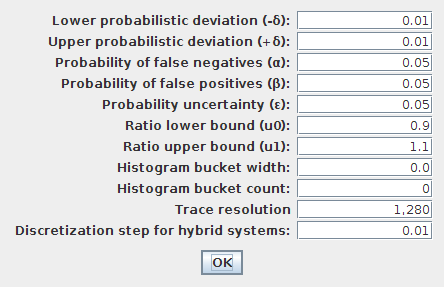 Lower probabilistic deviation (-δ): 0.01
Upper probabilistic deviation (+δ): 0.01
Probability of false negatives (α): 0.05
Probability of false positives (β): 0.05
Probability uncertainty (ε): 0.05
Ratio lower bound (u0): 0.9
Ratio upper bound (u1): 1.1
Histogram bucket width: 0.0
Histogram bucket count: 0
Trace resolution 1,280
Discretization step for hybrid systems: 0.01
OK